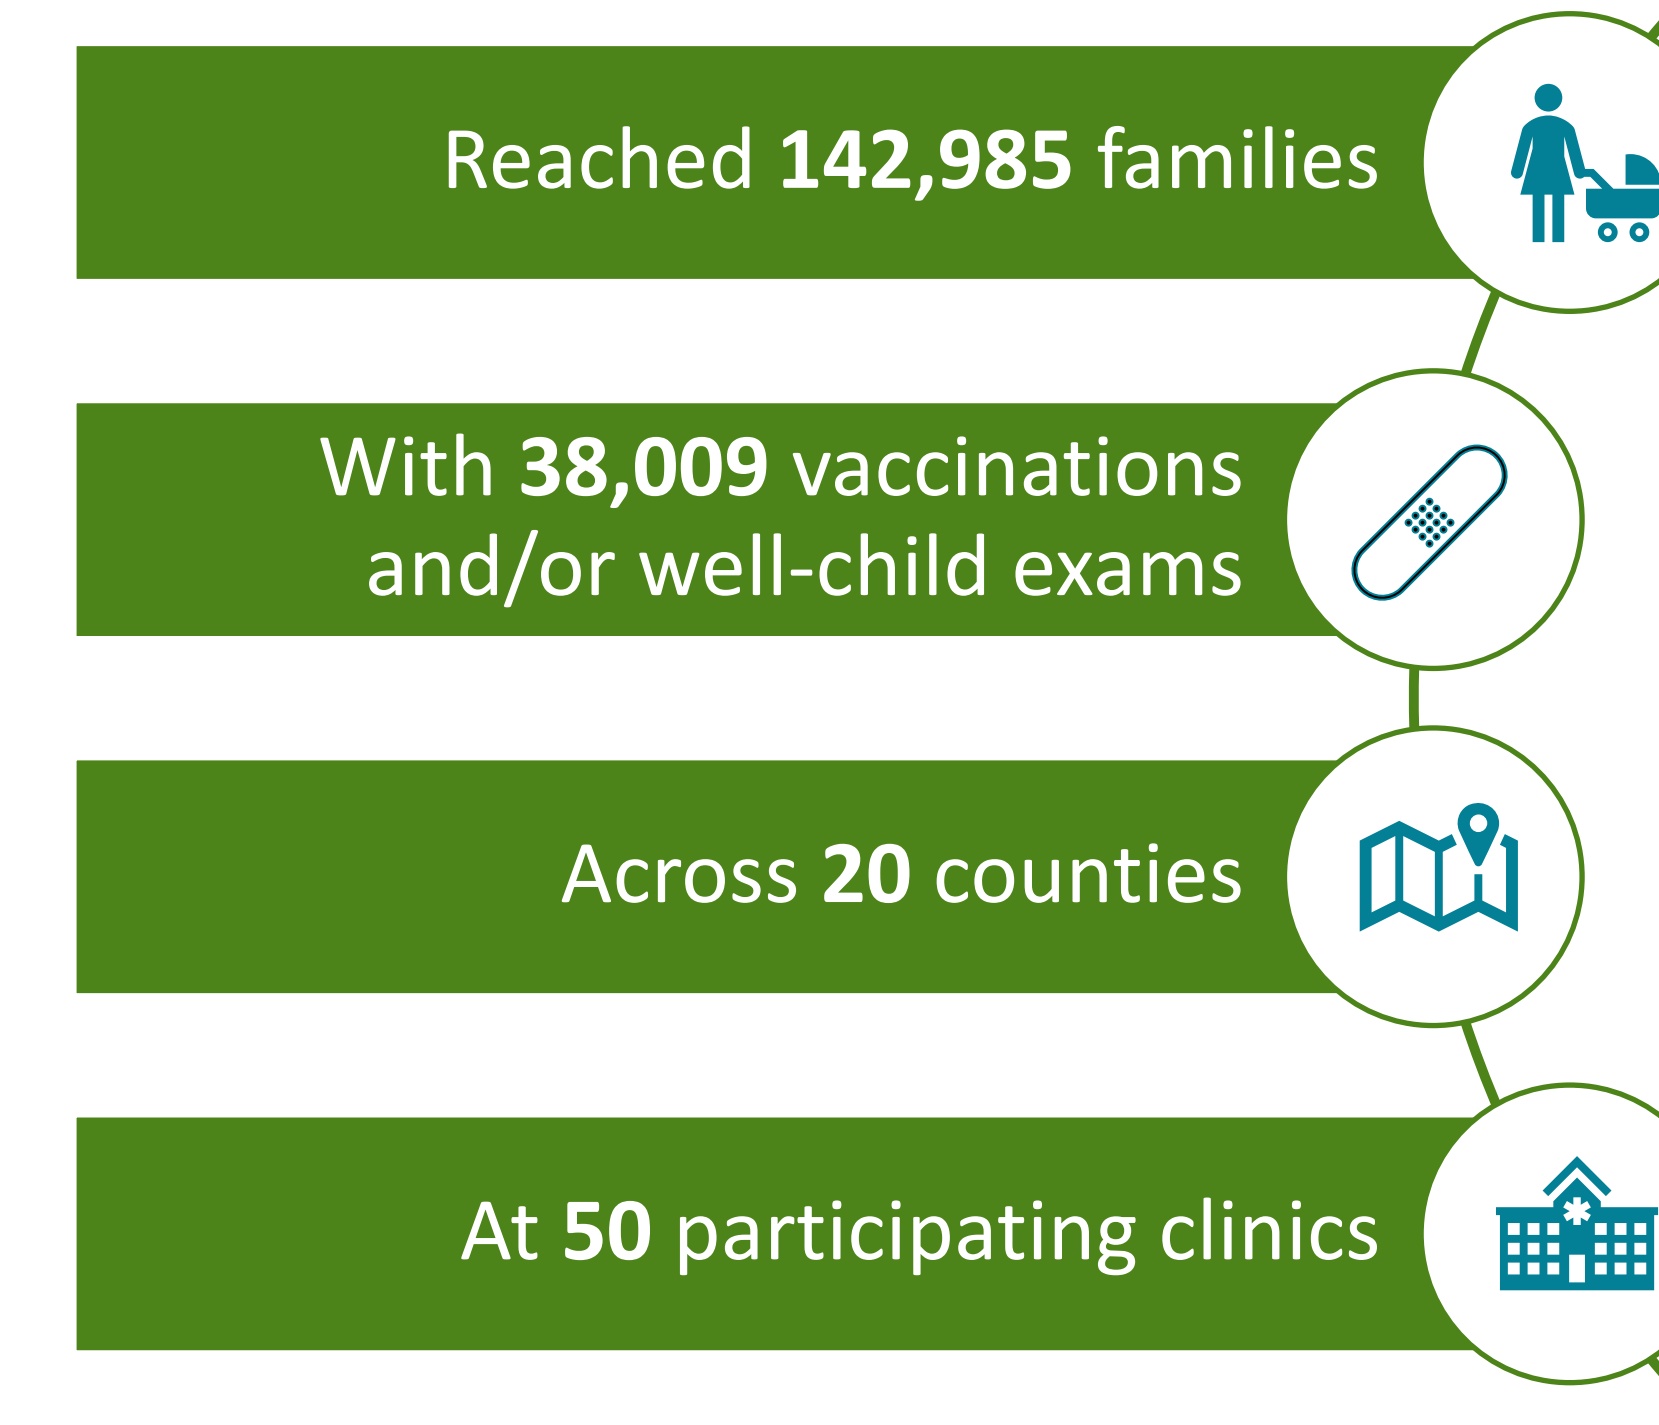 Reached 142,985 families
With 38,009 vaccinations
and/or well-child exams
Across 20 counties
At 50 participating clinics